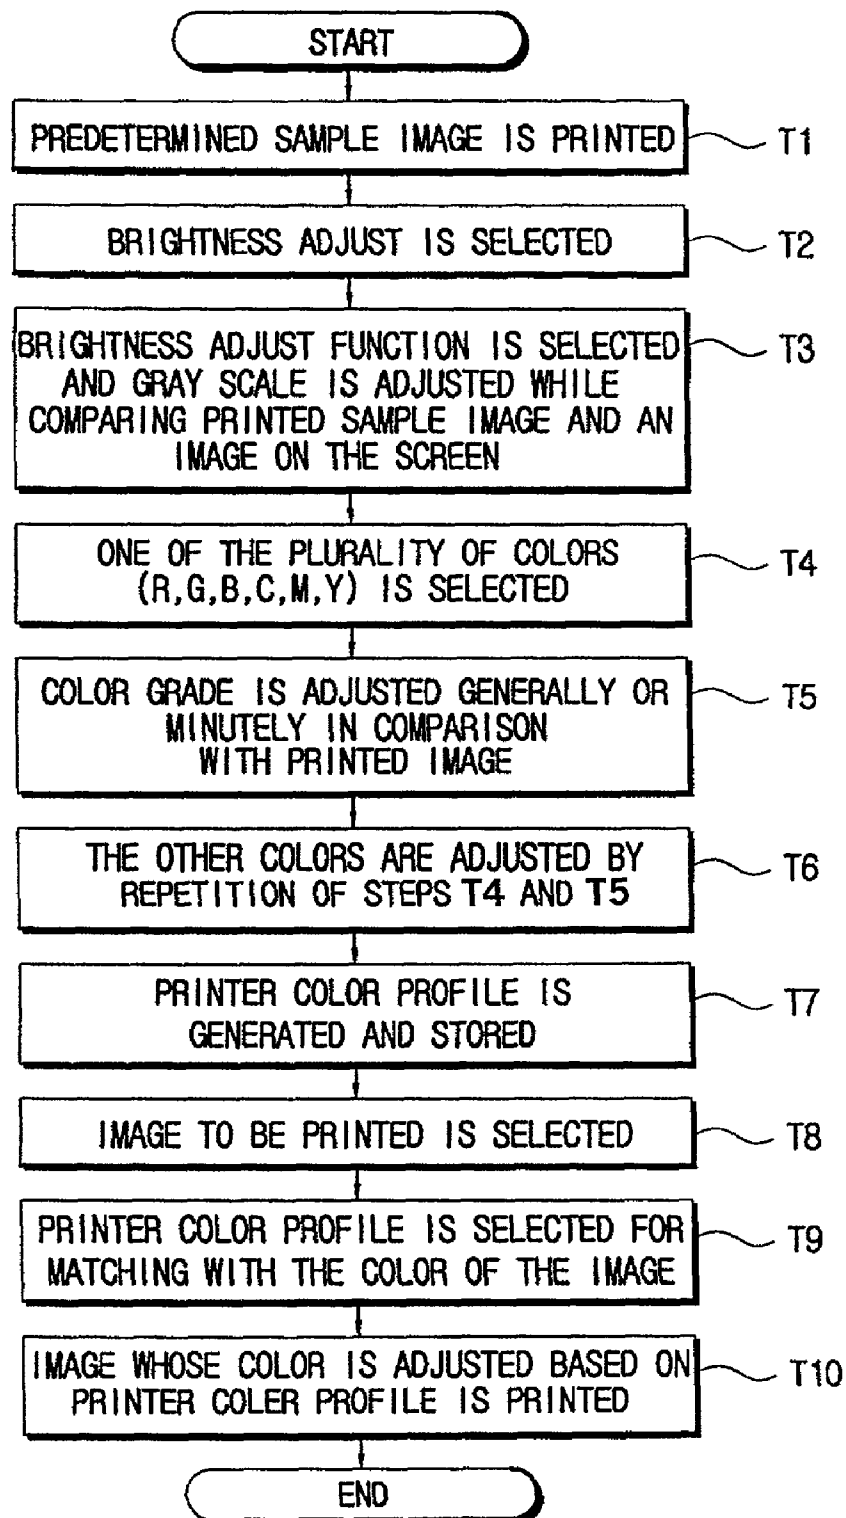 START
PREDETERMINED SAMPLE IMAGE IS PRINTED
T1
BRIGHTNESS ADJUST IS SELECTED
T2
BRIGHTNESS ADJUST FUNCTION IS SELECTED
AND GRAY SCALE IS ADJUSTED WHILE
COMPARING PRINTED SAMPLE IMAGE AND AN
IMAGE ON THE SCREEN
T3
ONE OF THE PLURALITY OF COLORS
(R,G,B,C,M,Y) IS SELECTED
T4
COLOR GRADE IS ADJUSTED GENERALLY OR
MINUTELY IN COMPARISON
WITH PRINTED IMAGE
T5
THE OTHER COLORS ARE ADJUSTED BY
REPETITION OF STEPS T4 AND T5
T6
PRINTER COLOR PROFILE IS
GENERATED AND STORED
T7
IMAGE TO BE PRINTED IS SELECTED
T8
PRINTER COLOR PROFILE IS SELECTED FOR
MATCHING WITH THE COLOR OF THE IMAGE
T9
IMAGE WHOSE COLOR IS ADJUSTED BASED ON
PRINTER COLER PROFILE IS PRINTED
T10
END